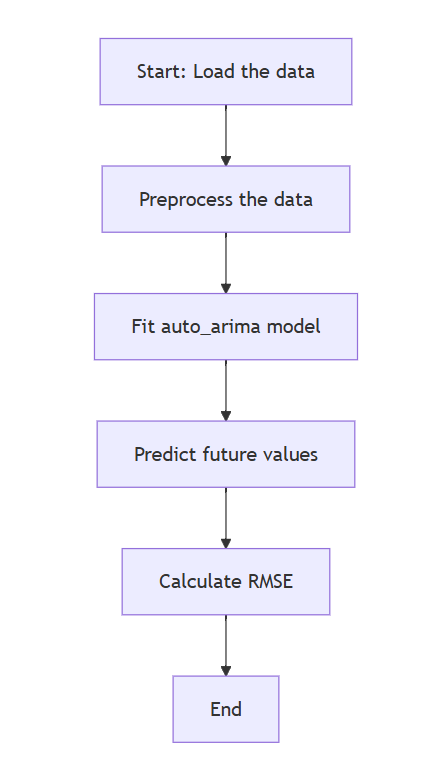 Start: Load the data
Preprocess the data
Fit auto_arima model
Predict future values
Calculate RMSE
End